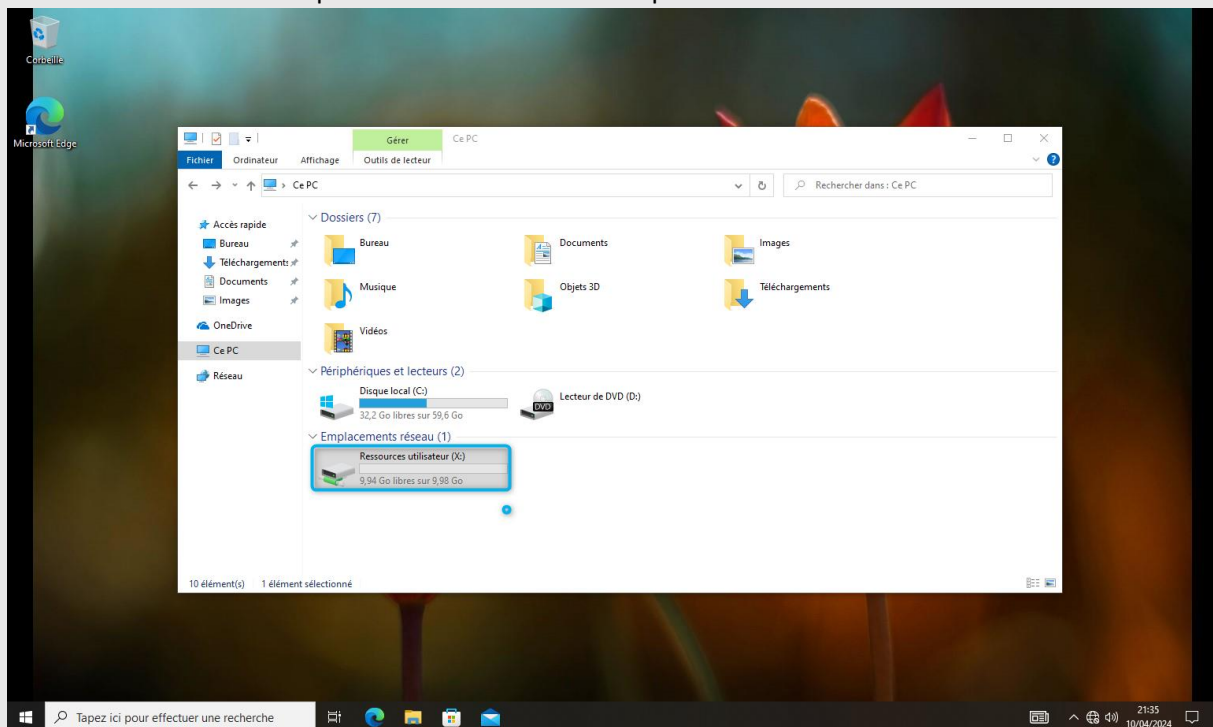 Corbeille
Microsoft Edge
Gérer
Ce PC
Fichier
Ordinateur
Affichage
Outils de lecteur
Ce PC
Rechercher dans : Ce PC
Accès rapide
Bureau
Téléchargements
Documents
Images
OneDrive
Ce PC
Réseau
Dossiers (7)
Bureau
Documents
Images
Musique
Objets 3D
Téléchargements
Vidéos
Périphériques et lecteurs (2)
Disque local (C:)
32,2 Go libres sur 59,6 Go
DVD
Lecteur de DVD (D:)
Emplacements réseau (1)
Ressources utilisateur (X:)
9,94 Go libres sur 9,98 Go
10 élément(s)
1 élément sélectionné
Tapez ici pour effectuer une recherche
21:35
10/04/2024